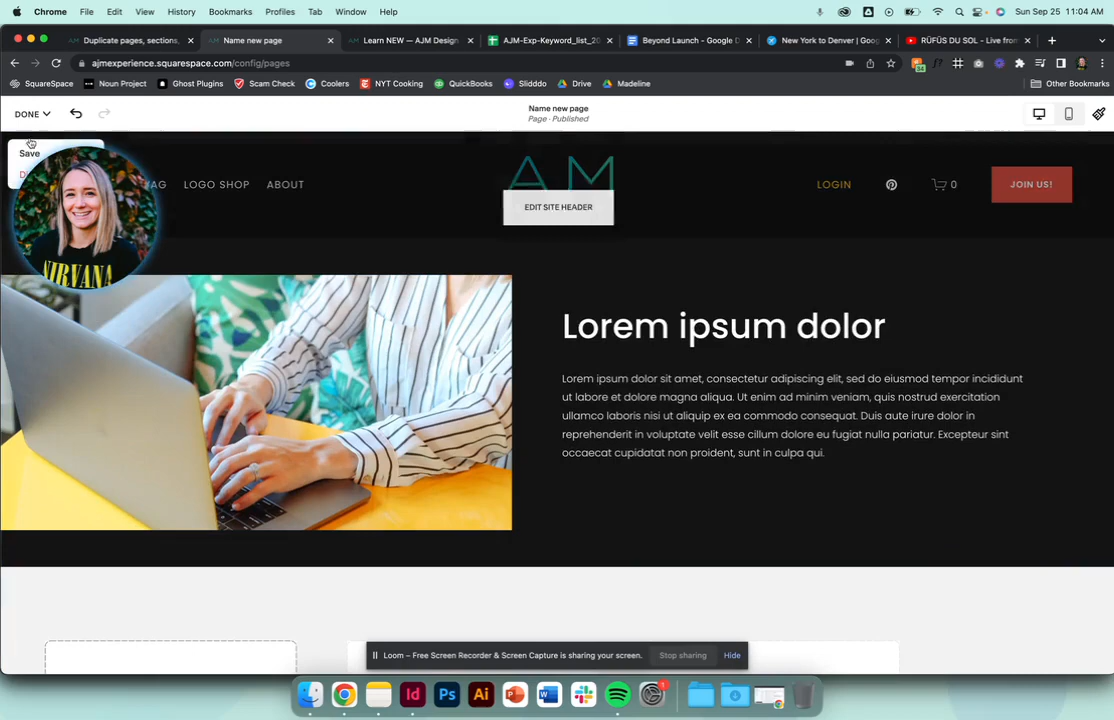 Chrome File Edit View History Bookmarks Profiles Tab Window Help Sun Sep 25 11:04 AM
Duplicate pages, sections, Name new page Learn NEW — AJM Design AJM-Exp-Keyword_list_20 Beyond Launch - Google D New York to Denver | Goog RÜFÜS DU SOL - Live from
ajmexperience.squarespace.com/config/pages
SquareSpace Noun Project Ghost Plugins Scam Check Coolers NYT Cooking QuickBooks Slidddo Drive Madeline Other Bookmarks
DONE
Name new page
Page · Published
Save
AG LOGO SHOP ABOUT
AM
LOGIN 0 JOIN US!
EDIT SITE HEADER
NIRVANA
Lorem ipsum dolor
Lorem ipsum dolor sit amet, consectetur adipiscing elit, sed do eiusmod tempor incididunt
ut labore et dolore magna aliqua. Ut enim ad minim veniam, quis nostrud exercitation
ullamco laboris nisi ut aliquip ex ea commodo consequat. Duis aute irure dolor in
reprehenderit in voluptate velit esse cillum dolore eu fugiat nulla pariatur. Excepteur sint
occaecat cupidatat non proident, sunt in culpa qui.
Loom – Free Screen Recorder & Screen Capture is sharing your screen. Stop sharing Hide
Id Ps Ai P W 1